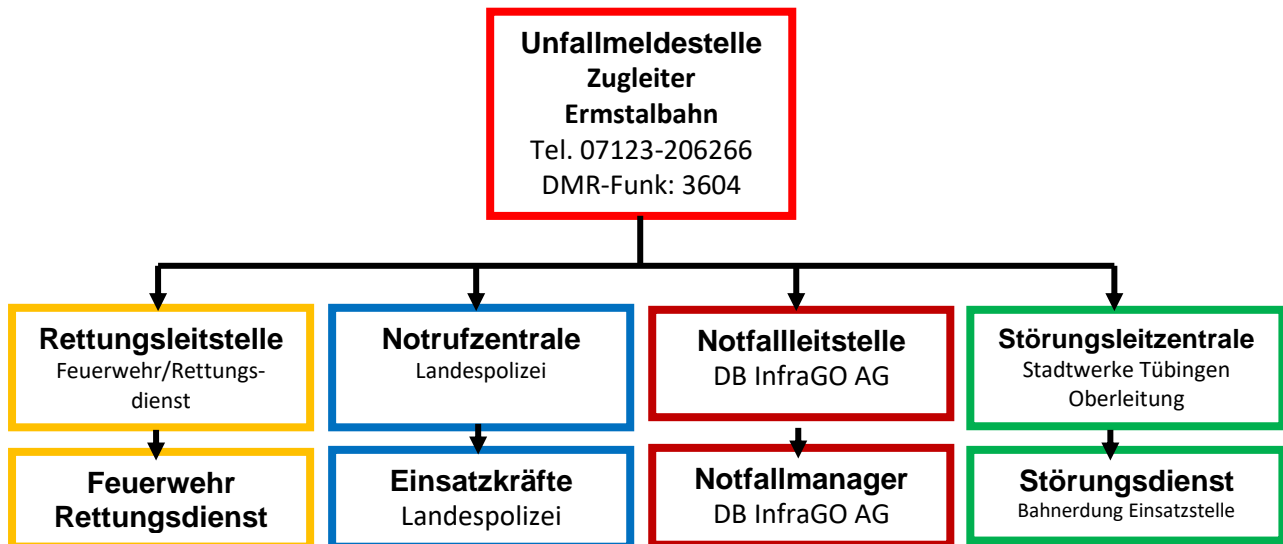 Unfallmeldestelle
Zugleiter
Ermstalbahn
Tel. 07123-206266
DMR-Funk: 3604
Rettungsleitstelle
Feuerwehr/Rettungs-
dienst
Notrufzentrale
Landespolizei
Notfallleitstelle
DB InfraGO AG
Störungsleitzentrale
Stadtwerke Tübingen
Oberleitung
Feuerwehr
Rettungsdienst
Einsatzkräfte
Landespolizei
Notfallmanager
DB InfraGO AG
Störungsdienst
Bahnerdung Einsatzstelle